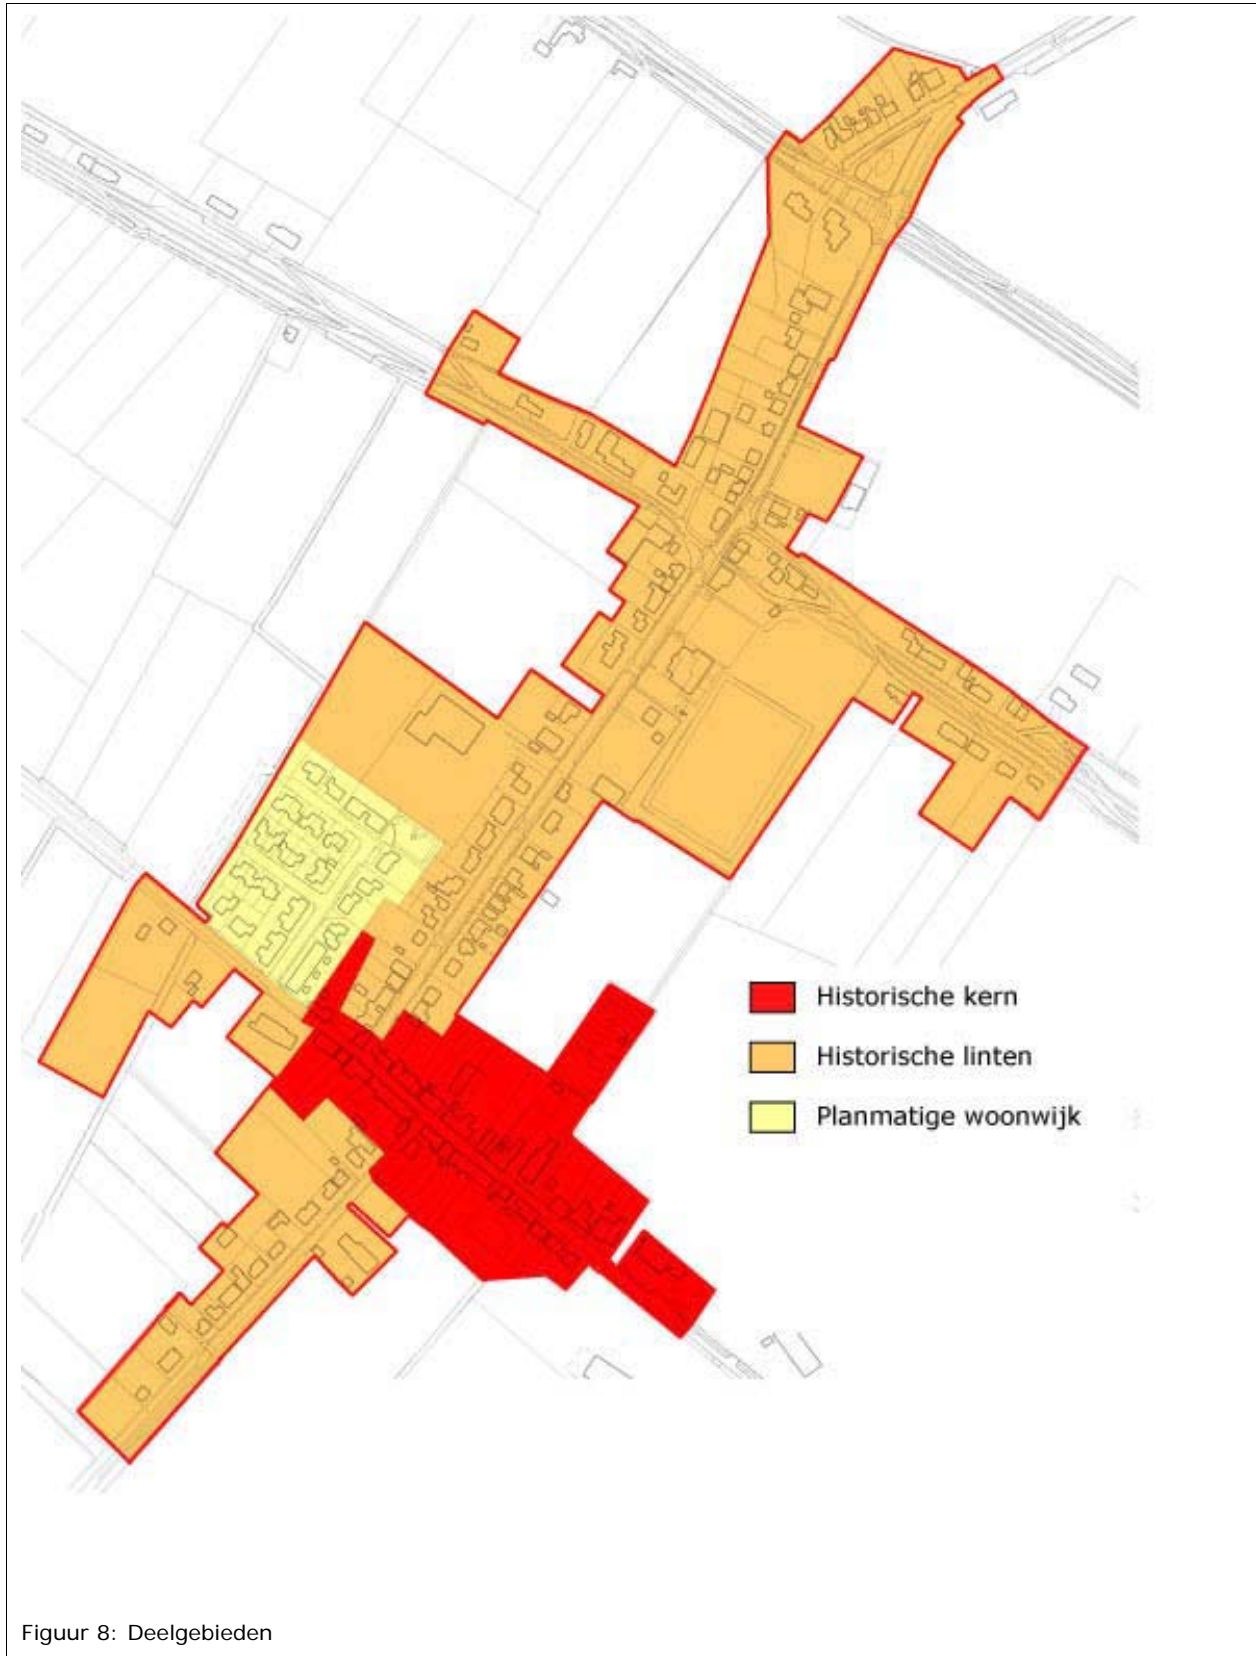 Historische kern
Historische linten
Planmatige woonwijk
Figuur 8: Deelgebieden